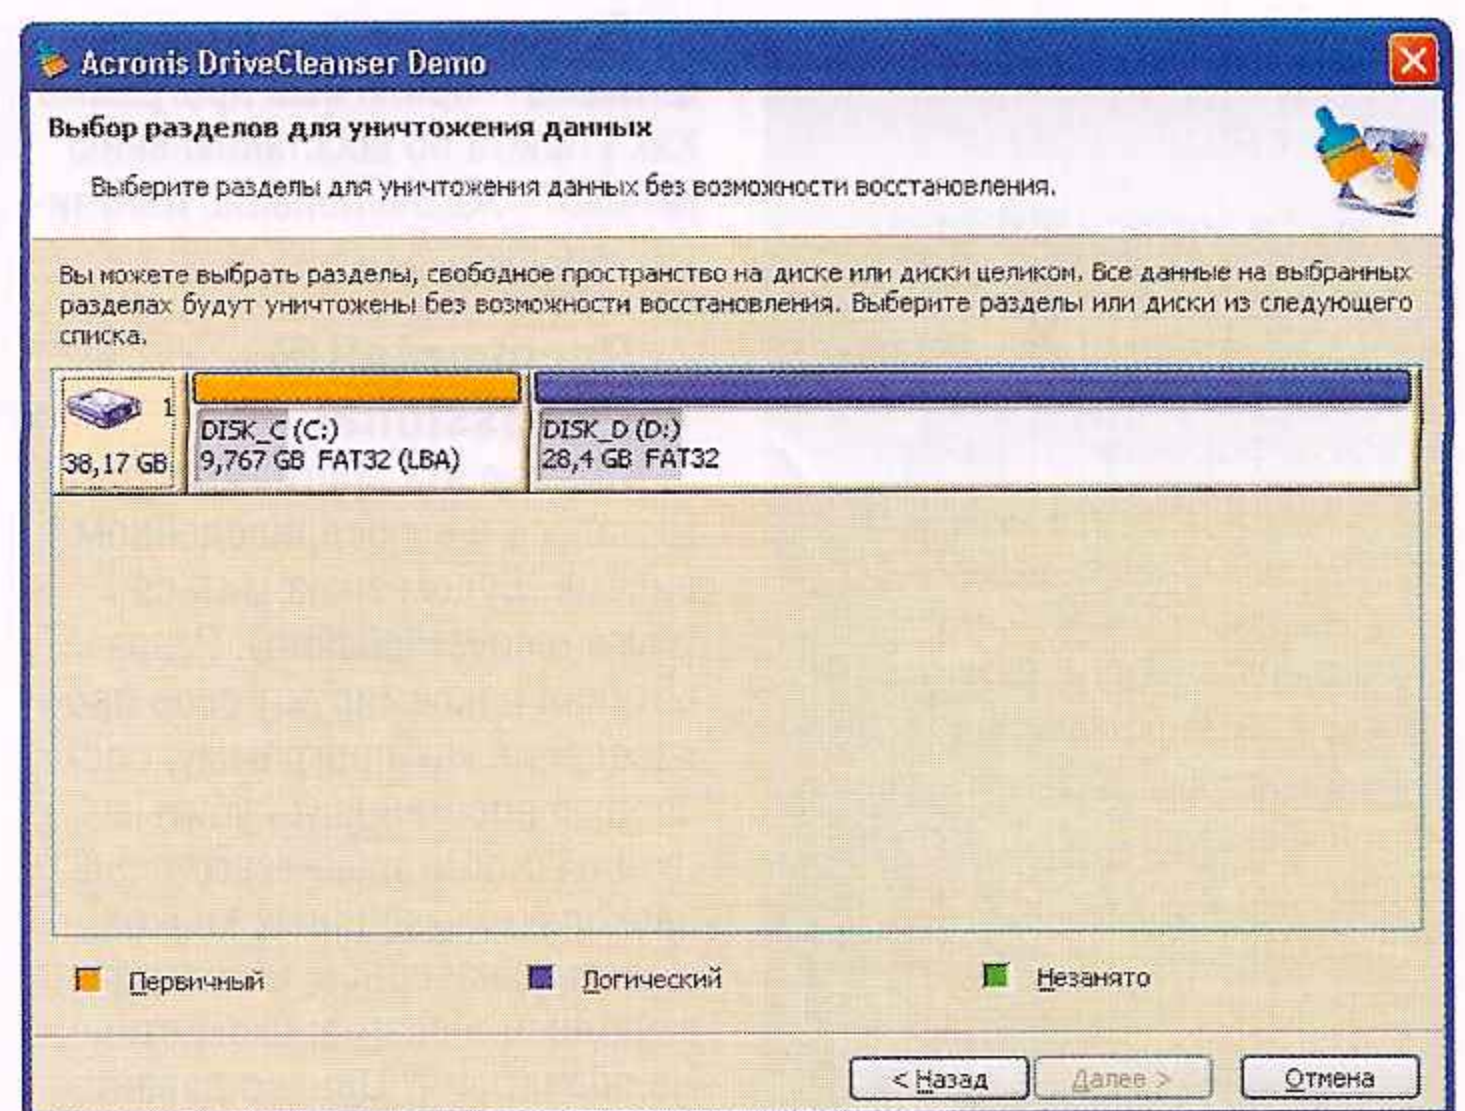 Acronis DriveCleanser Demo
Выбор разделов для уничтожения данных
Выберите разделы для уничтожения данных без возможности восстановления.
Вы можете выбрать разделы, свободное пространство на диске или диски целиком. Все данные на выбранных
разделах будут уничтожены без возможности восстановления. Выберите разделы или диски из следующего
списка.
1
38,17 GB
DISK_C (C:)
9,767 GB FAT32 (LBA)
DISK_D (D:)
28,4 GB FAT32
Первичный
Логический
Незанято
< Назад
Далее >
Отмена